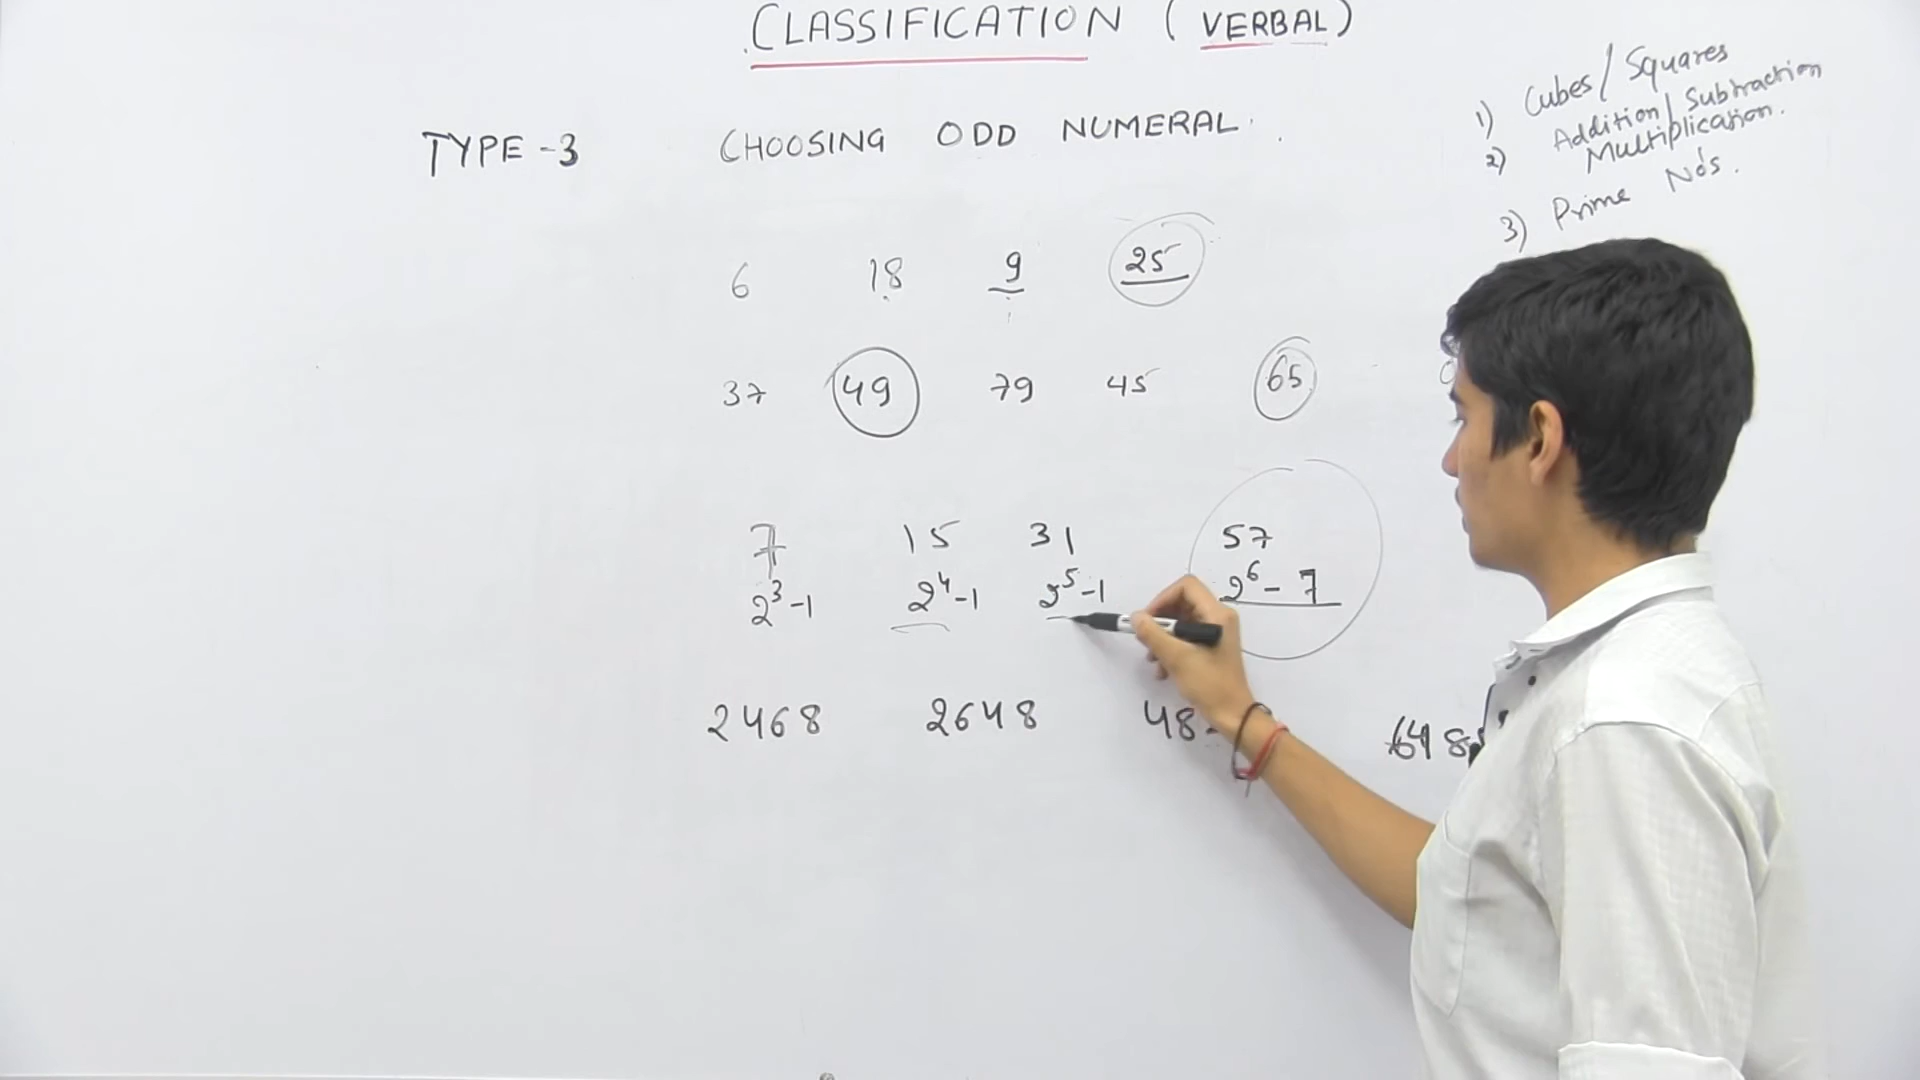 CLASSIFICATION ( VERBAL )
1) Cubes / Squares
2) Addition / Subtraction
Multiplication.
3) Prime No's.
TYPE - 3 CHOOSING ODD NUMERAL.
6 18 9 25
37 49 79 45 65
7 15 31 57
2³-1 2⁴-1 2⁵-1 2⁶-7
2468 2648 48